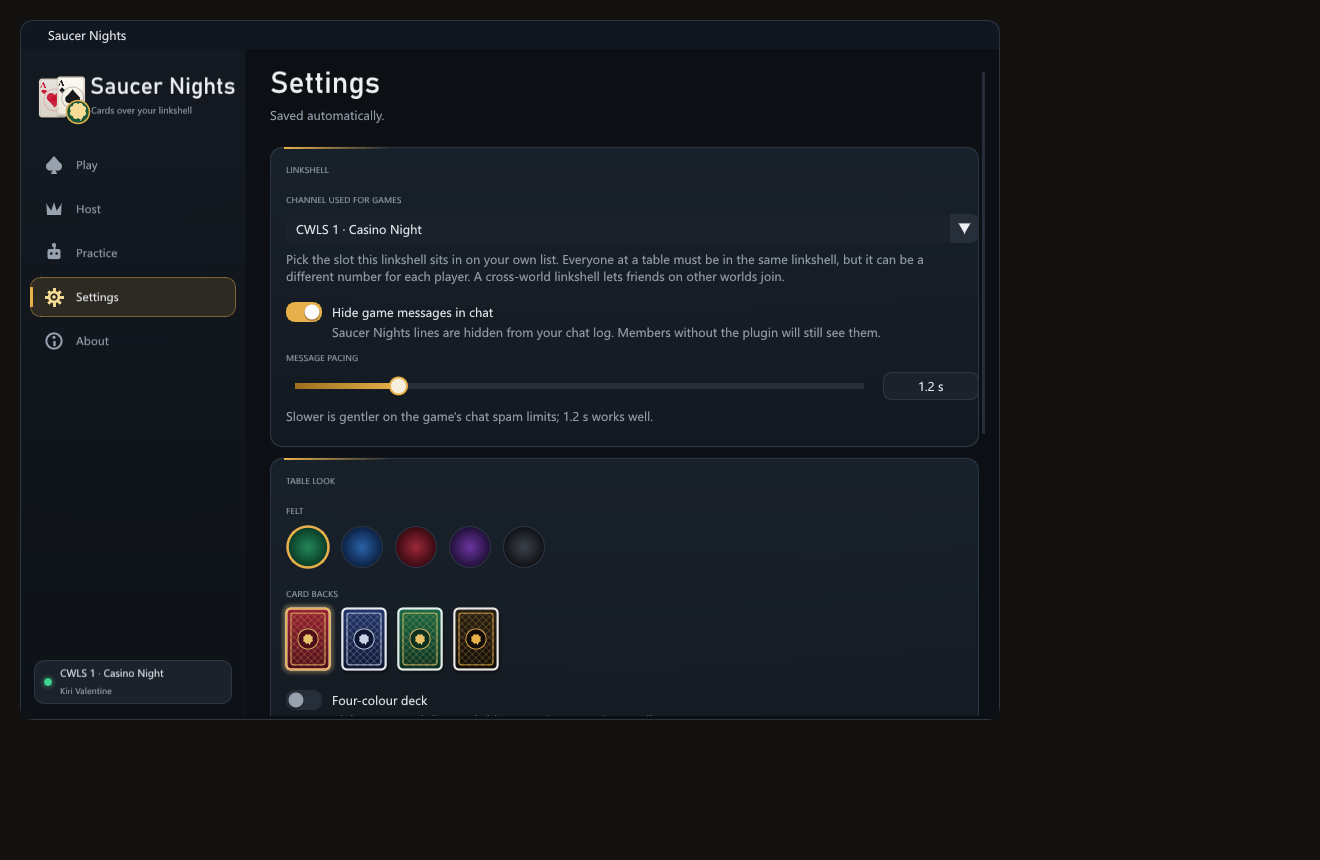 Saucer Nights
Saucer Nights
Cards over your linkshell
Play
Host
Practice
Settings
About
CWLS 1 · Casino Night
Kiri Valentine
Settings
Saved automatically.
LINKSHELL
CHANNEL USED FOR GAMES
CWLS 1 · Casino Night
Pick the slot this linkshell sits in on your own list. Everyone at a table must be in the same linkshell, but it can be a
different number for each player. A cross-world linkshell lets friends on other worlds join.
Hide game messages in chat
Saucer Nights lines are hidden from your chat log. Members without the plugin will still see them.
MESSAGE PACING
1.2 s
Slower is gentler on the game's chat spam limits; 1.2 s works well.
TABLE LOOK
FELT
CARD BACKS
Four-colour deck